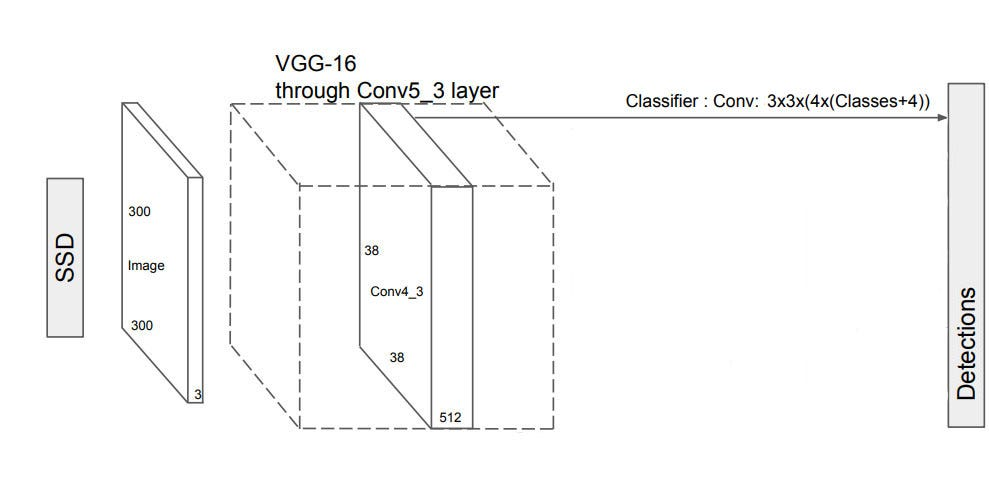 VGG-16
through Conv5_3 layer
Classifier : Conv: 3x3x(4x(Classes+4))
SSD
300
Image
300
3
38
Conv4_3
38
512
Detections